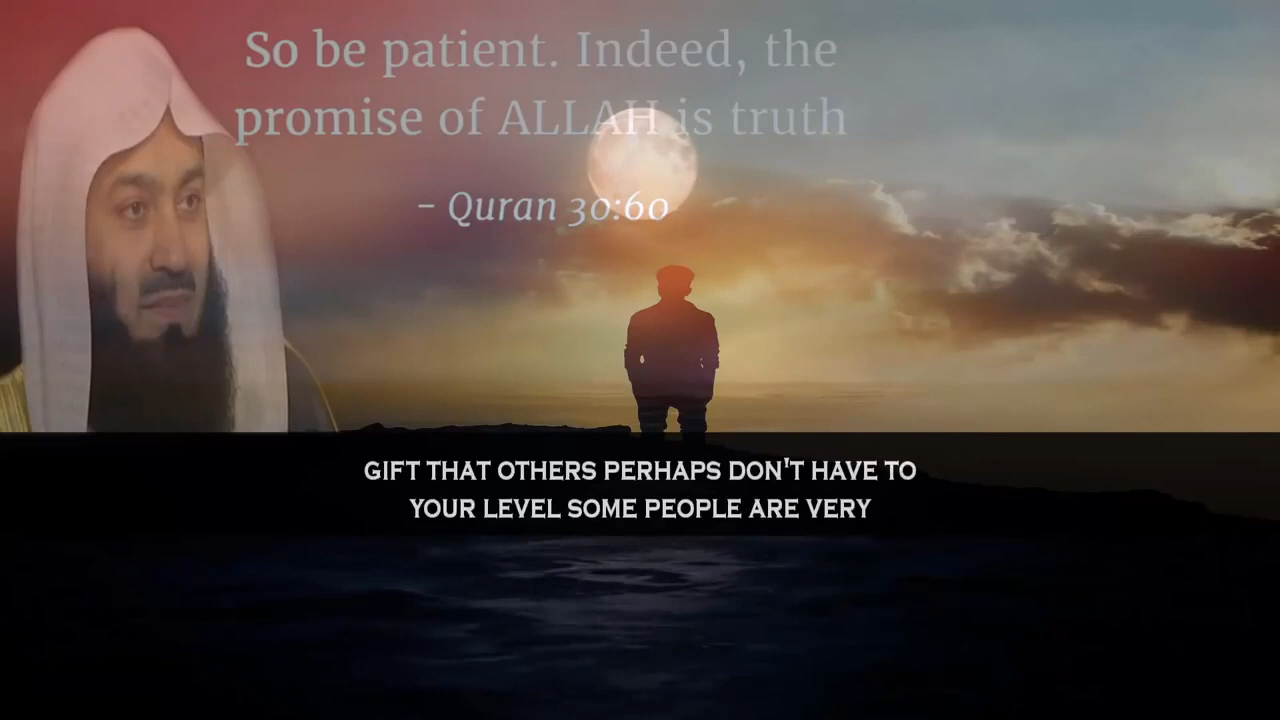 So be patient. Indeed, the
promise of ALLAH is truth
– Quran 30:60
GIFT THAT OTHERS PERHAPS DON'T HAVE TO
YOUR LEVEL SOME PEOPLE ARE VERY